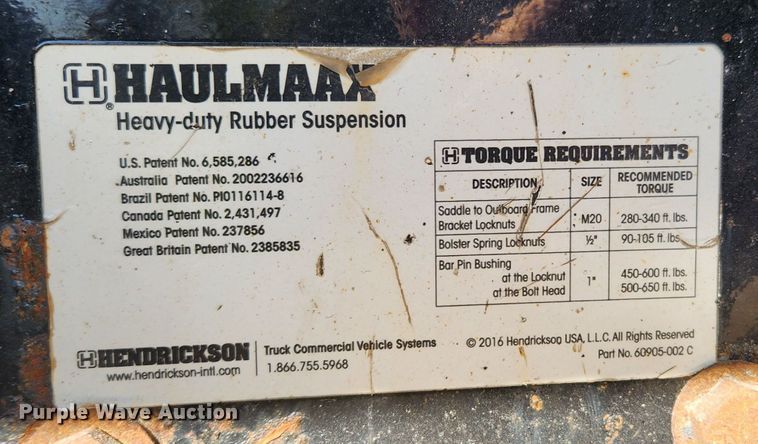 H HAULMAAX
®
Heavy-duty Rubber Suspension
U.S. Patent No. 6,585,286
Australia Patent No. 2002236616
Brazil Patent No. PI0116114-8
Canada Patent No. 2,431,497
Mexico Patent No. 237856
Great Britain Patent No. 2385835
H TORQUE REQUIREMENTS
DESCRIPTION SIZE RECOMMENDED
TORQUE
Saddle to Outboard Frame
Bracket Locknuts M20 280-340 ft. lbs.
Bolster Spring Locknuts ½" 90-105 ft. lbs.
Bar Pin Bushing
at the Locknut 1" 450-600 ft. lbs.
at the Bolt Head 500-650 ft. lbs.
H HENDRICKSON
www.hendrickson-intl.com
Truck Commercial Vehicle Systems
1.866.755.5968
© 2016 Hendrickson USA, L.L.C. All Rights Reserved
Part No. 60905-002 C
Purple Wave Auction